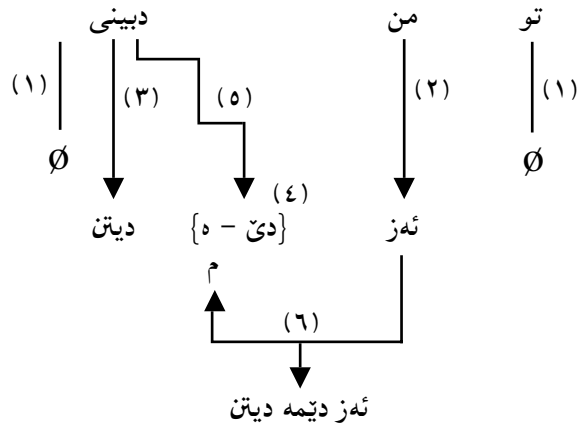 تو من دبینی
(١) (٢) (٥) (٣) (١)
Ø Ø
(٤)
ئەز {دێ - ە} دیتن
م
(٦)
ئەز دێمە دیتن